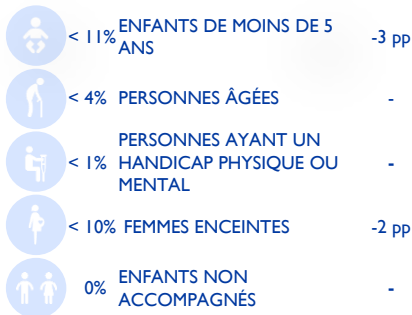 ENFANTS DE MOINS DE 5
< 11% ANS -3 pp
< 4% PERSONNES ÂGÉES -
PERSONNES AYANT UN
< 1% HANDICAP PHYSIQUE OU -
MENTAL
< 10% FEMMES ENCEINTES -2 pp
0% ENFANTS NON -
ACCOMPAGNÉS